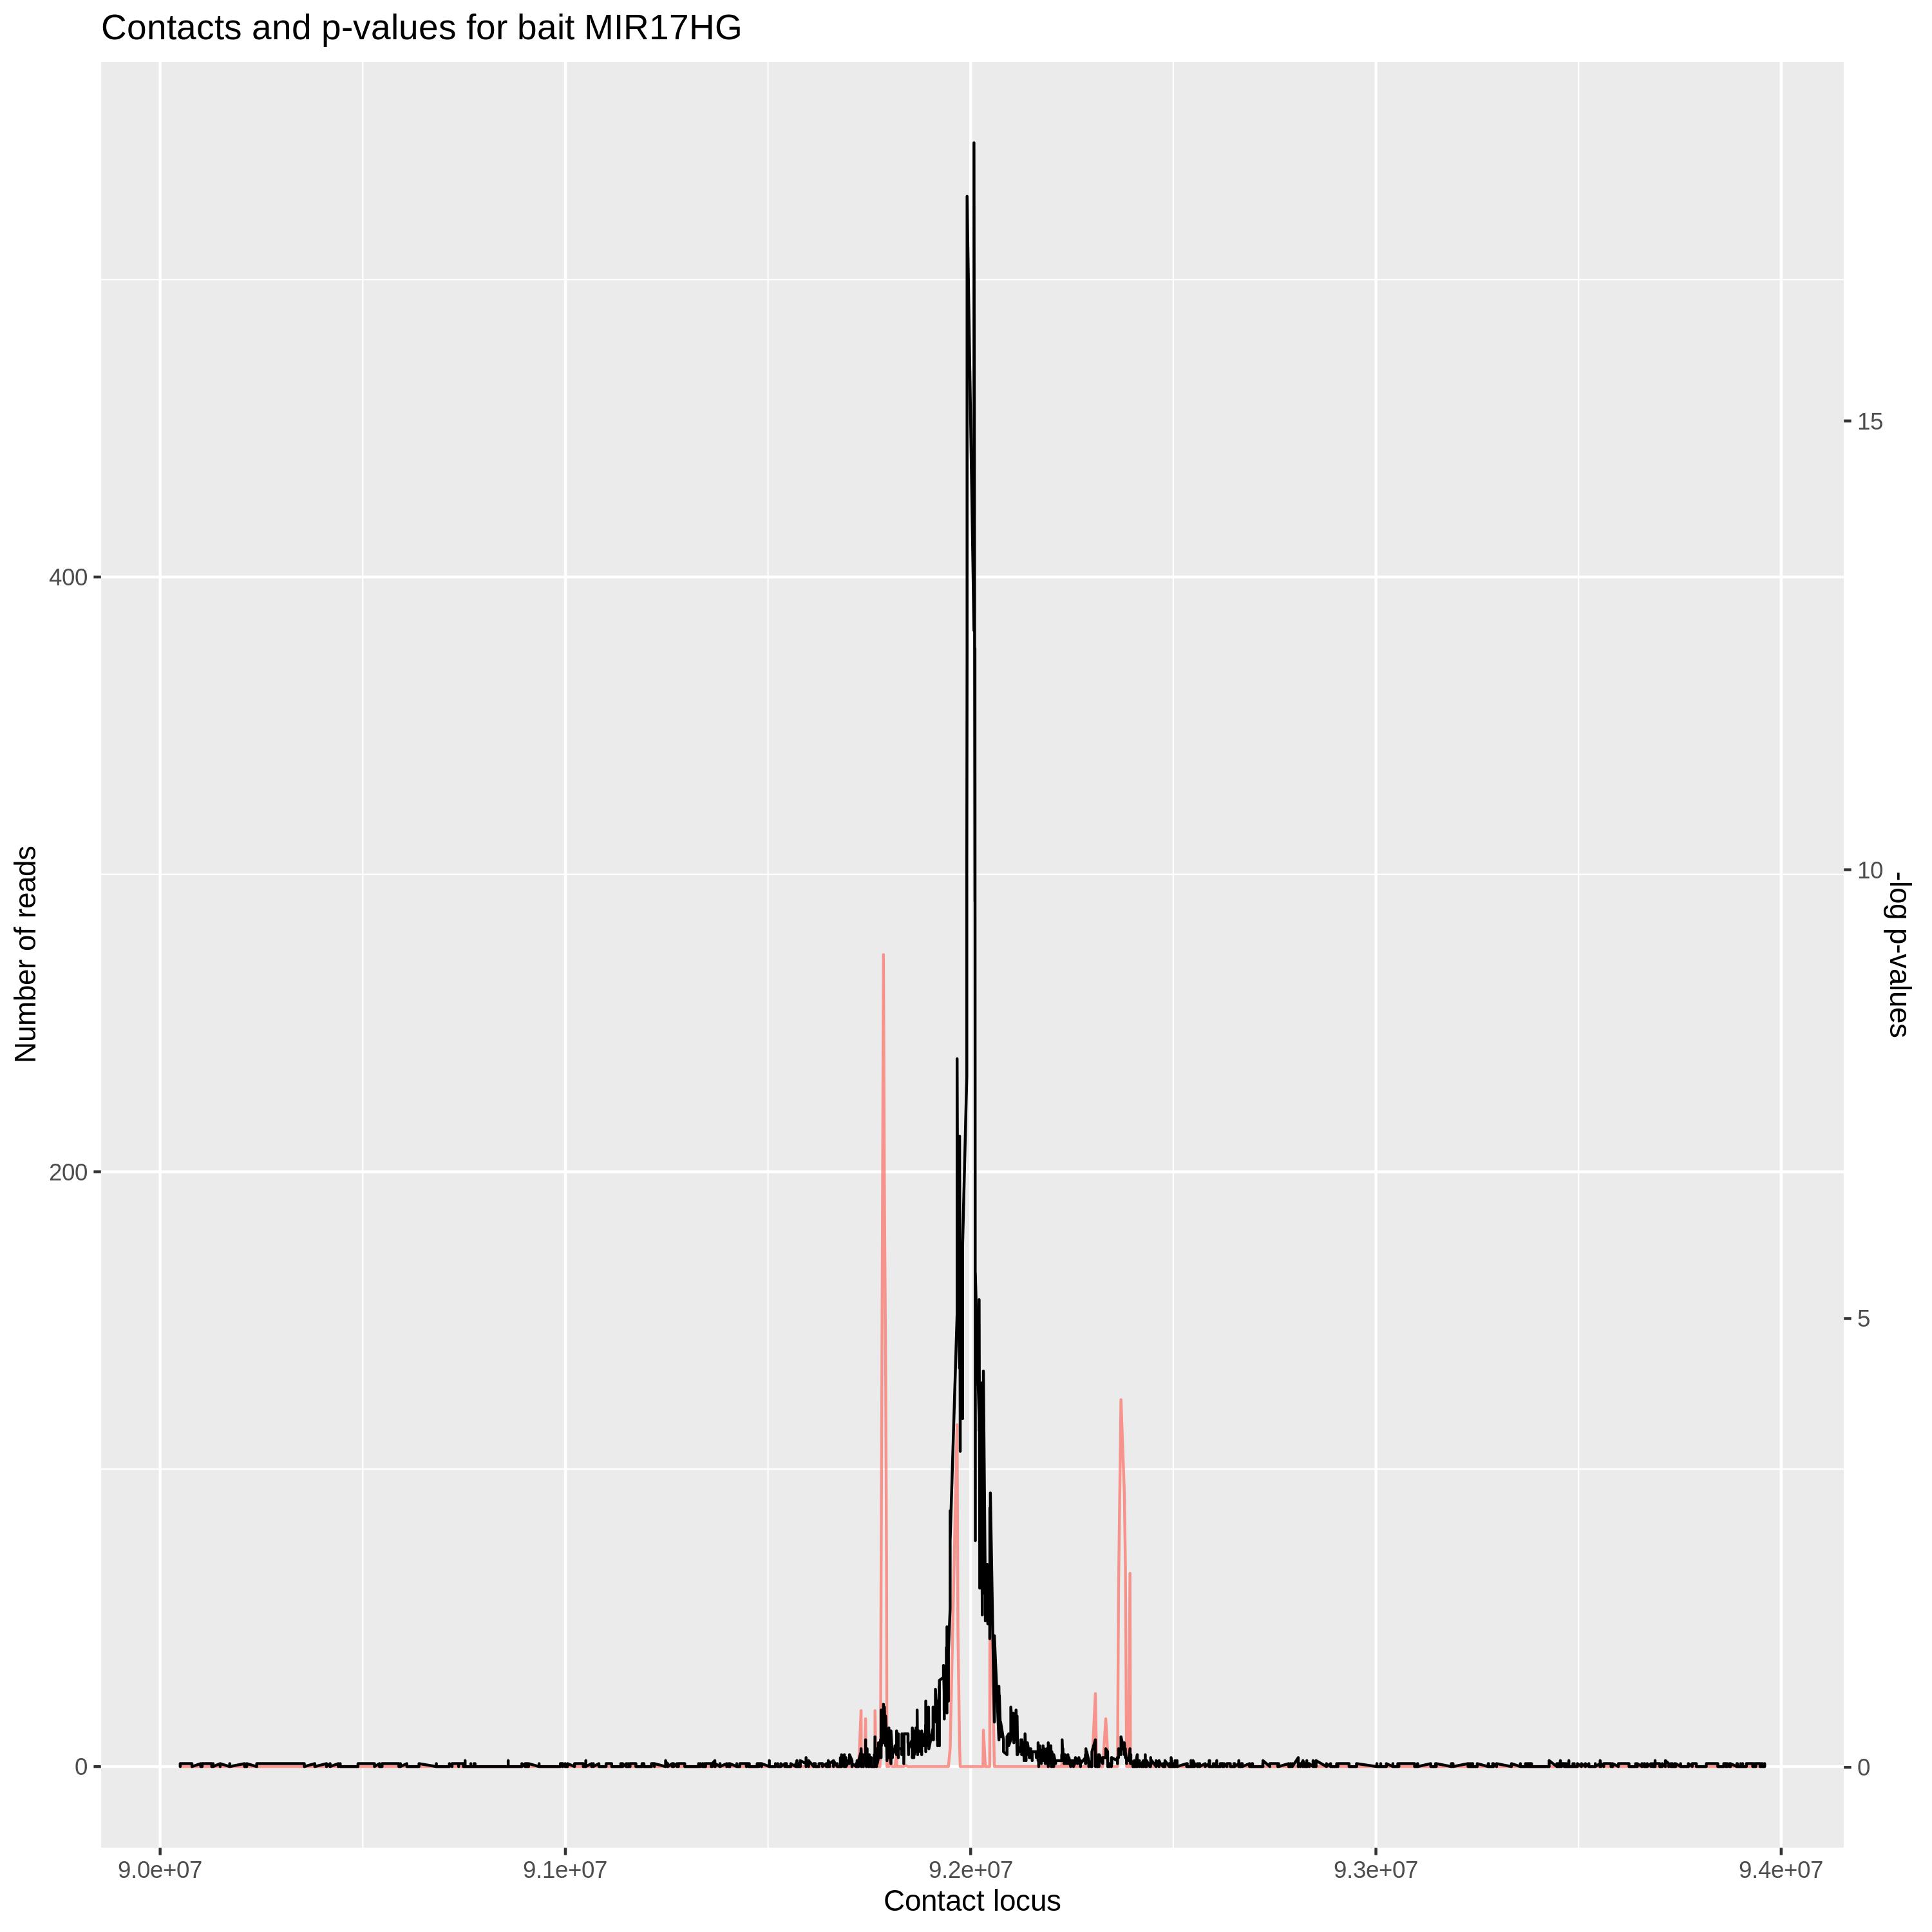 Contacts and p-values for bait MIR17HG
Number of reads
400
200
0
15
10
5
0
-log p-values
9.0e+07
9.1e+07
9.2e+07
9.3e+07
9.4e+07
Contact locus